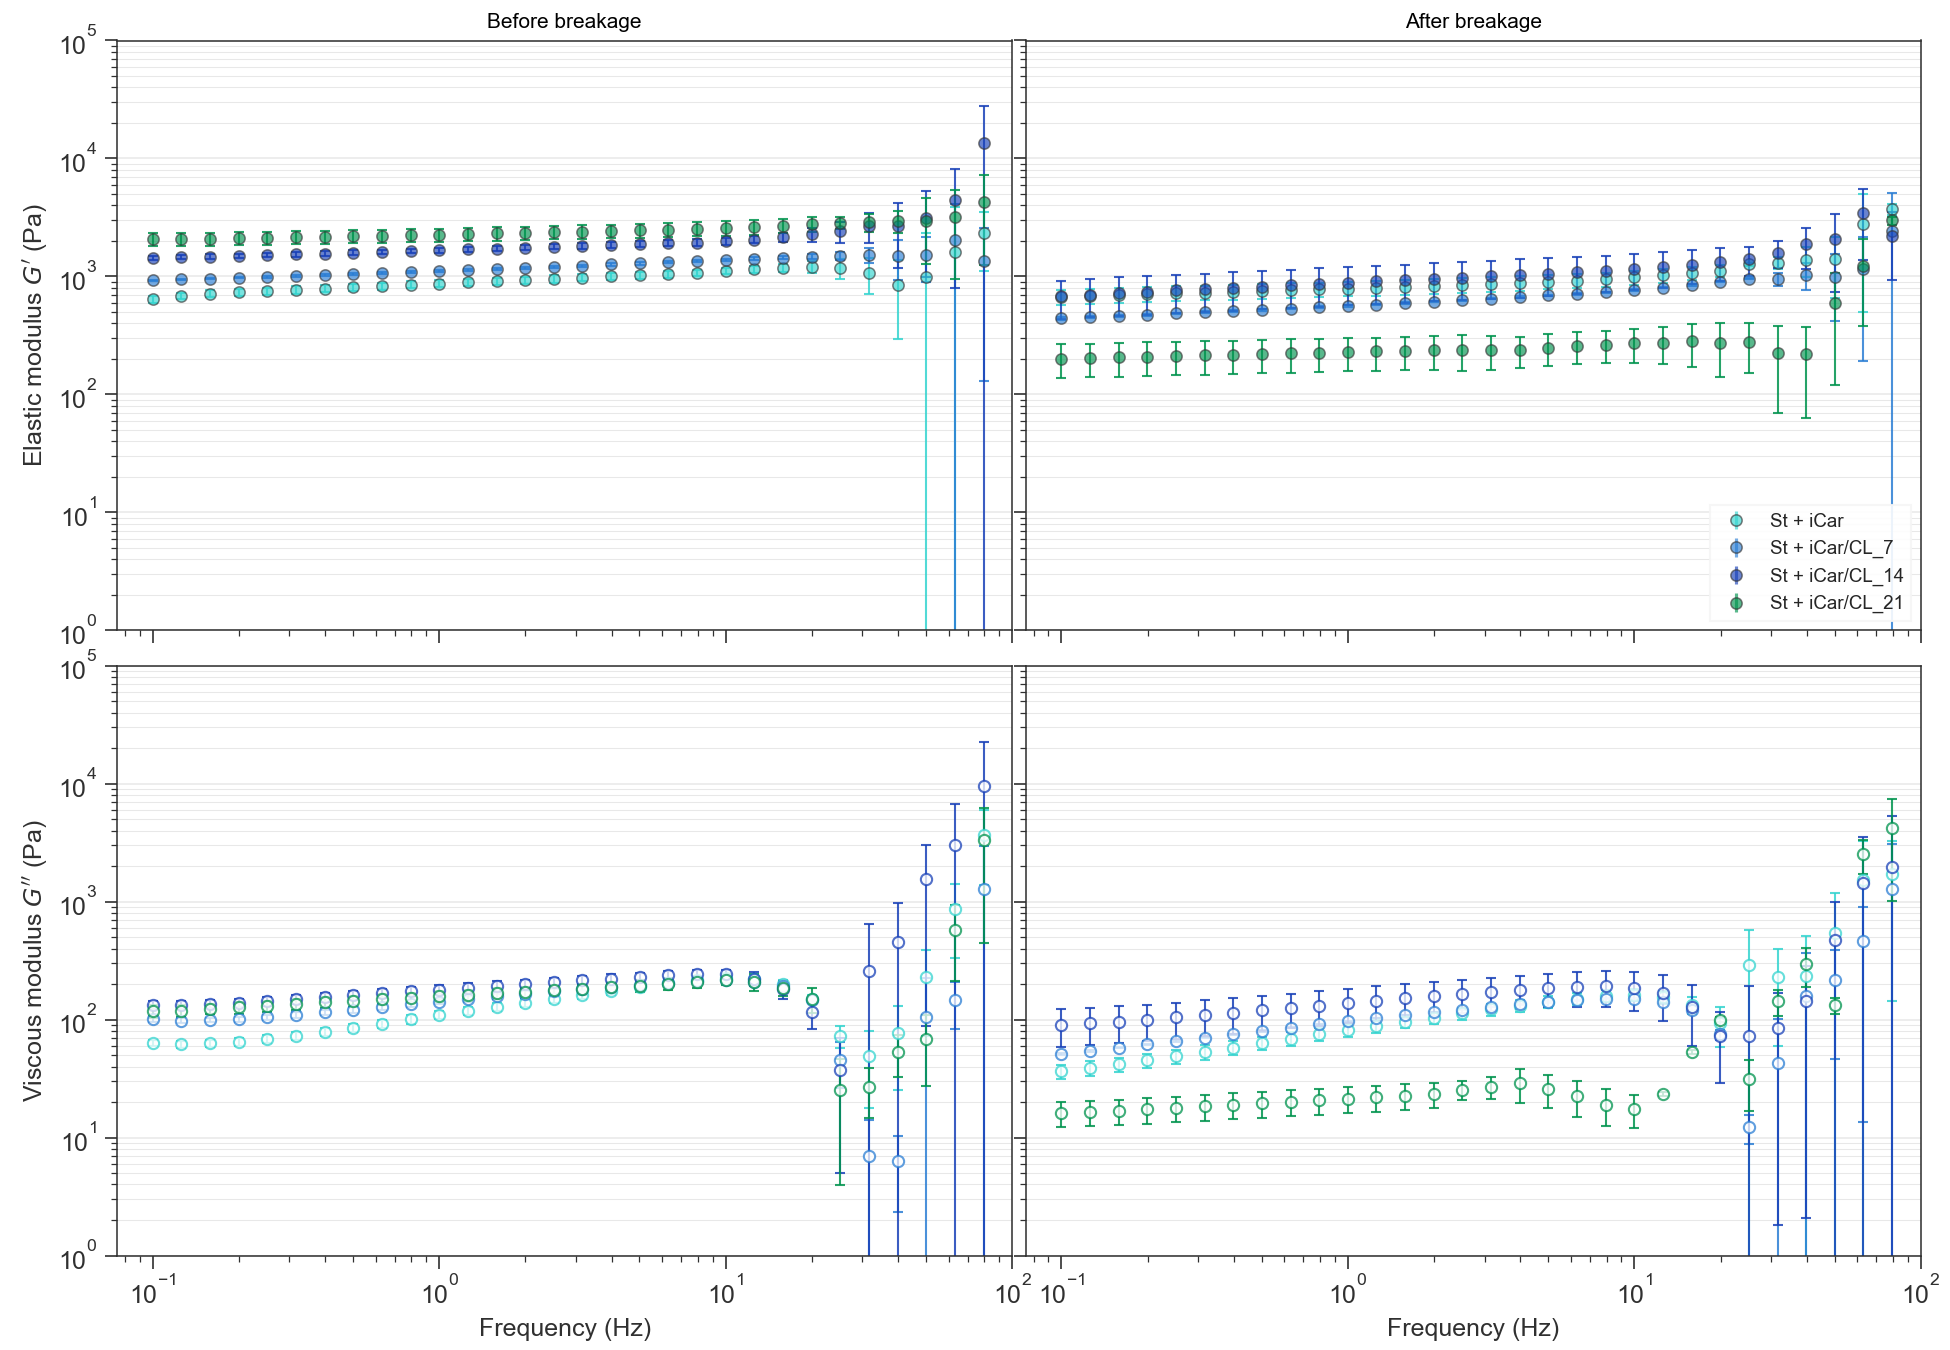 Before breakage
After breakage
10^5
10^4
10^3
10^2
10^1
10^0
Elastic modulus G′ (Pa)
St + iCar
St + iCar/CL_7
St + iCar/CL_14
St + iCar/CL_21
10^5
10^4
10^3
10^2
10^1
10^0
Viscous modulus G″ (Pa)
10^−1 10^0 10^1 10^2
10^−1 10^0 10^1 10^2
Frequency (Hz)
Frequency (Hz)